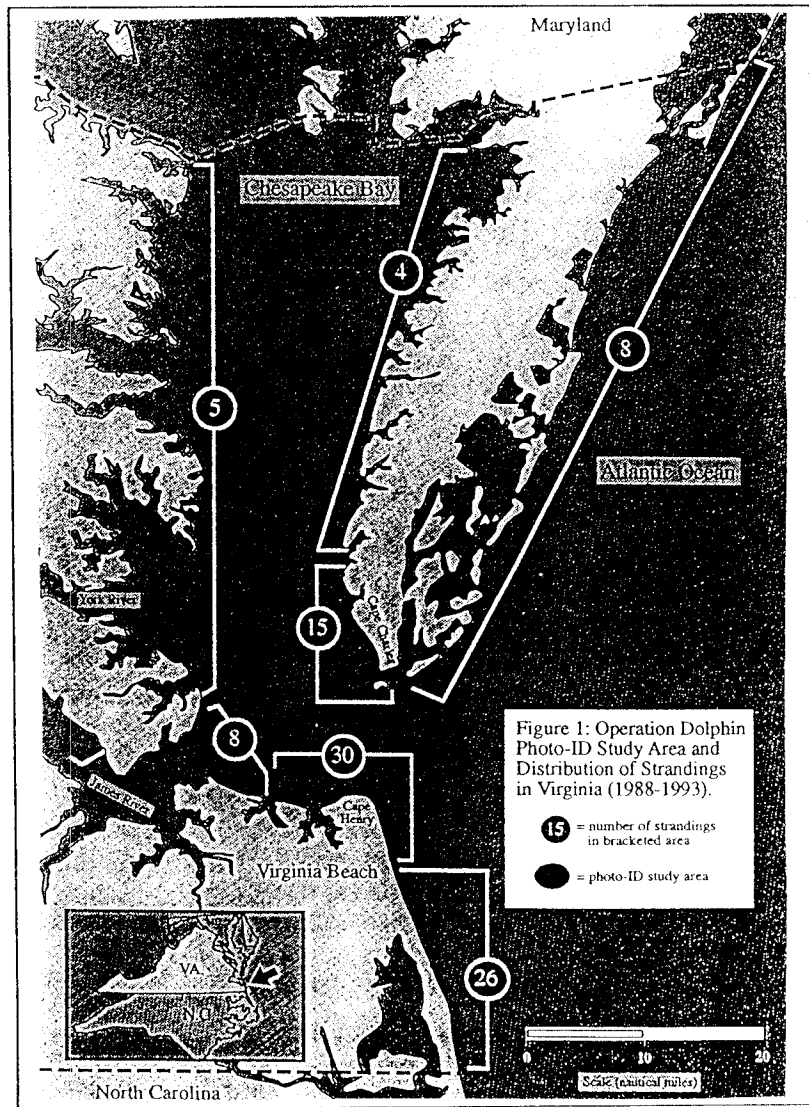 Maryland
Chesapeake Bay
4
8
5
Atlantic Ocean
York River
15
Cape Charles
8
30
James River
Cape
Henry
Virginia Beach
Figure 1: Operation Dolphin
Photo-ID Study Area and
Distribution of Strandings
in Virginia (1988-1993).
15 = number of strandings
in bracketed area
= photo-ID study area
VA.
N.C.
26
0 10 20
Scale (nautical miles)
North Carolina